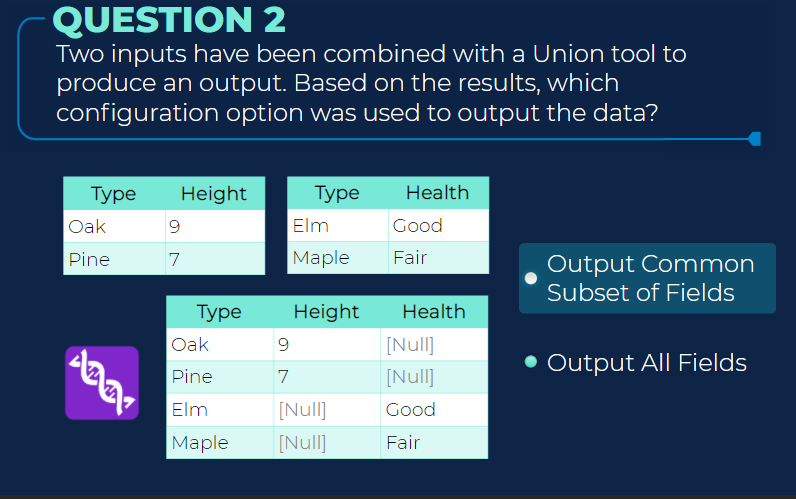 QUESTION 2
Two inputs have been combined with a Union tool to
produce an output. Based on the results, which
configuration option was used to output the data?
Type Height
Oak 9
Pine 7
Type Health
Elm Good
Maple Fair
Type Height Health
Oak 9 [Null]
Pine 7 [Null]
Elm [Null] Good
Maple [Null] Fair
Output Common
Subset of Fields
Output All Fields